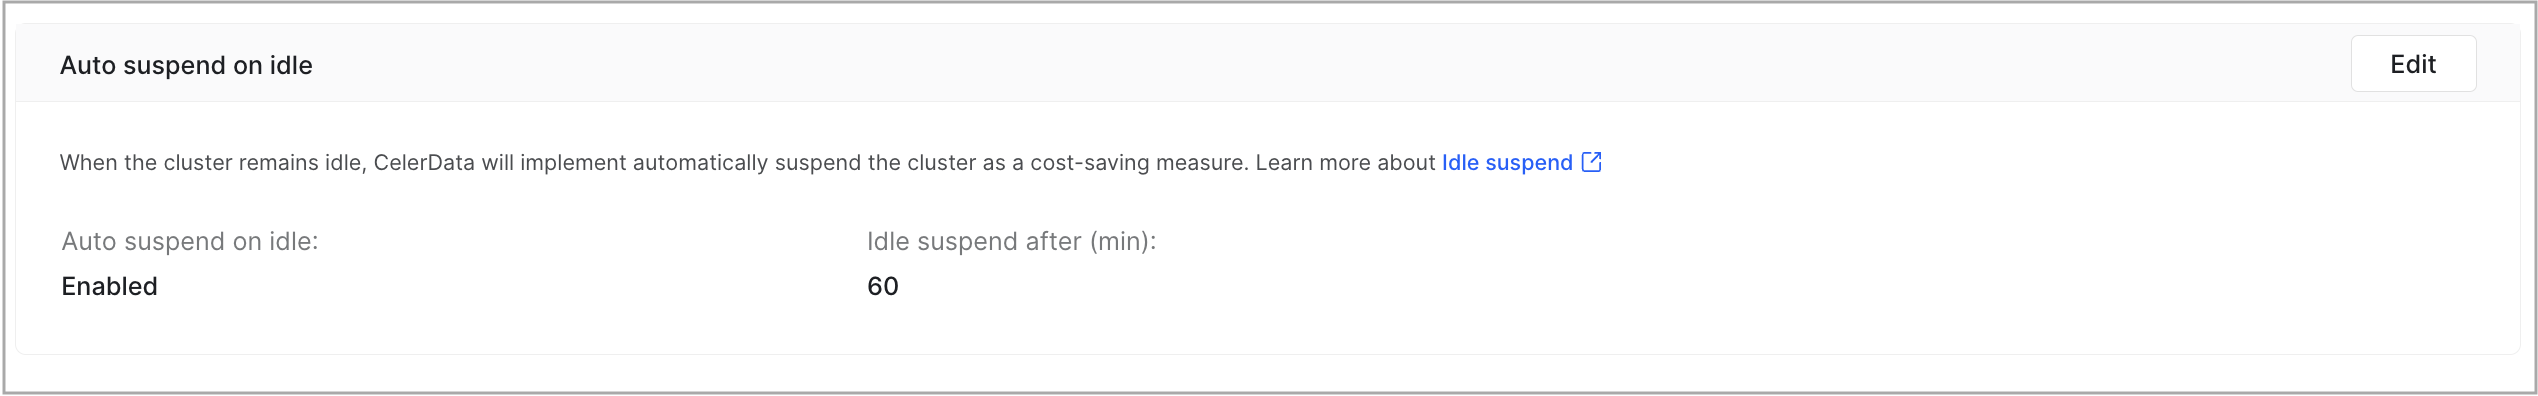 Auto suspend on idle
Edit
When the cluster remains idle, CelerData will implement automatically suspend the cluster as a cost-saving measure. Learn more about Idle suspend
Auto suspend on idle:
Idle suspend after (min):
Enabled
60